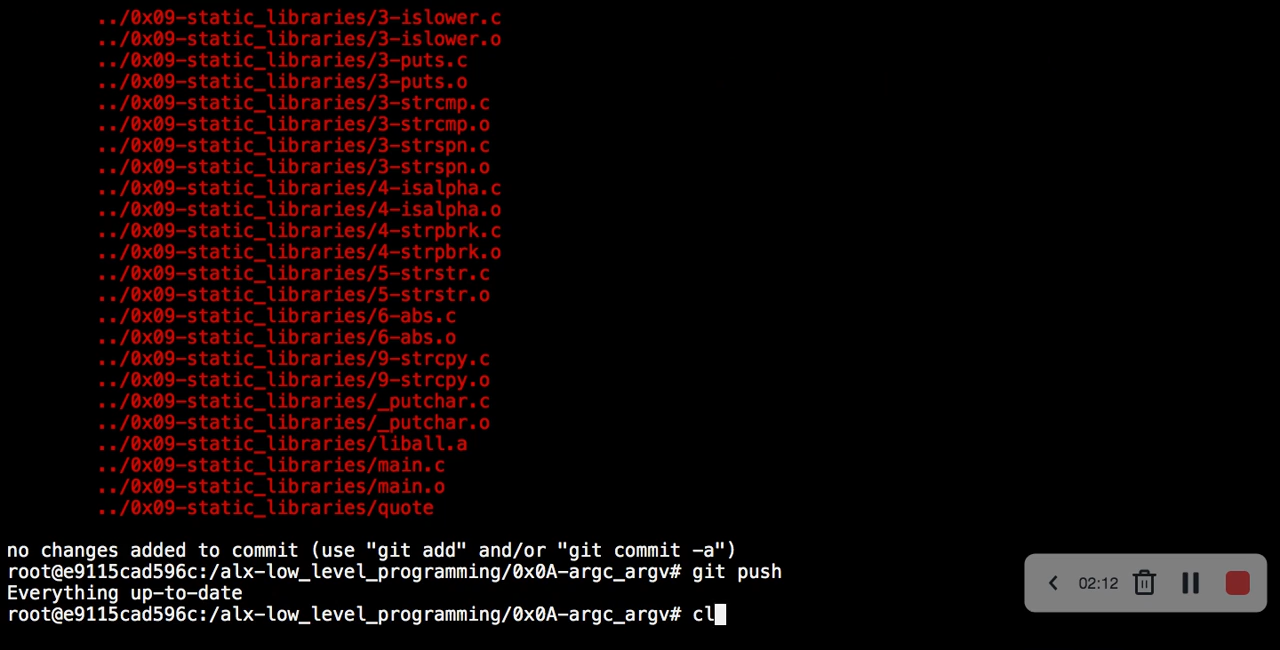 ../0x09-static_libraries/3-islower.c
../0x09-static_libraries/3-islower.o
../0x09-static_libraries/3-puts.c
../0x09-static_libraries/3-puts.o
../0x09-static_libraries/3-strcmp.c
../0x09-static_libraries/3-strcmp.o
../0x09-static_libraries/3-strspn.c
../0x09-static_libraries/3-strspn.o
../0x09-static_libraries/4-isalpha.c
../0x09-static_libraries/4-isalpha.o
../0x09-static_libraries/4-strpbrk.c
../0x09-static_libraries/4-strpbrk.o
../0x09-static_libraries/5-strstr.c
../0x09-static_libraries/5-strstr.o
../0x09-static_libraries/6-abs.c
../0x09-static_libraries/6-abs.o
../0x09-static_libraries/9-strcpy.c
../0x09-static_libraries/9-strcpy.o
../0x09-static_libraries/_putchar.c
../0x09-static_libraries/_putchar.o
../0x09-static_libraries/liball.a
../0x09-static_libraries/main.c
../0x09-static_libraries/main.o
../0x09-static_libraries/quote
no changes added to commit (use "git add" and/or "git commit -a")
root@e9115cad596c:/alx-low_level_programming/0x0A-argc_argv# git push
Everything up-to-date
root@e9115cad596c:/alx-low_level_programming/0x0A-argc_argv# cl
02:12